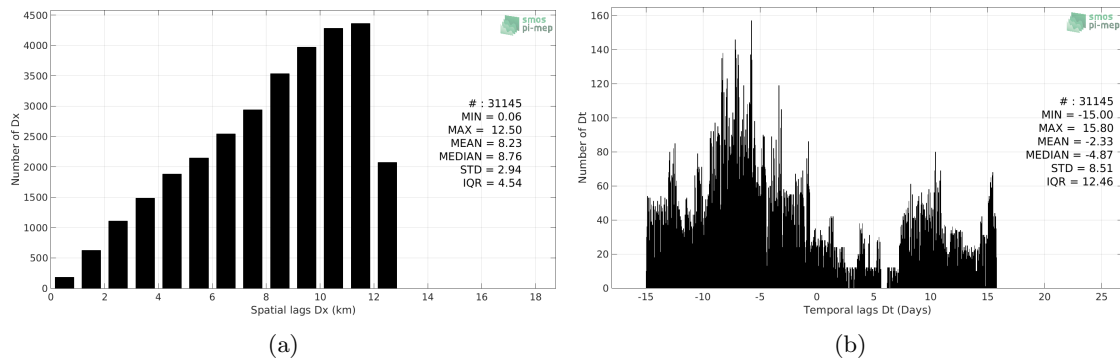 4500
4000
3500
3000
2500
2000
1500
1000
500
0
Number of Dx
0 2 4 6 8 10 12 14 16 18
Spatial lags Dx (km)
smos
pi-mep
# : 31145
MIN = 0.06
MAX = 12.50
MEAN = 8.23
MEDIAN = 8.76
STD = 2.94
IQR = 4.54
(a)
160
140
120
100
80
60
40
20
0
Number of Dt
-15 -10 -5 0 5 10 15 20 25
Temporal lags Dt (Days)
smos
pi-mep
# : 31145
MIN = -15.00
MAX = 15.80
MEAN = -2.33
MEDIAN = -4.87
STD = 8.51
IQR = 12.46
(b)